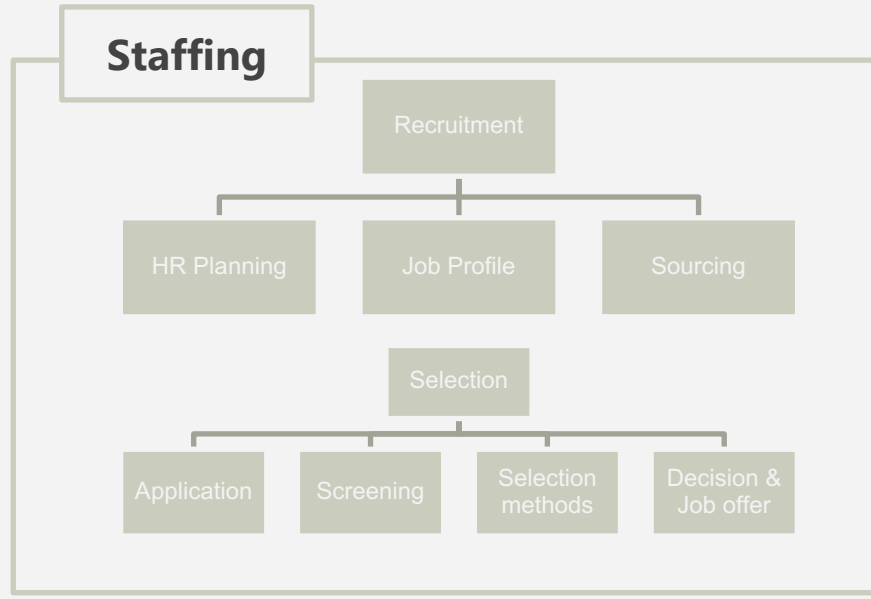 Staffing
Recruitment
HR Planning
Job Profile
Sourcing
Selection
Application
Screening
Selection
methods
Decision &
Job offer